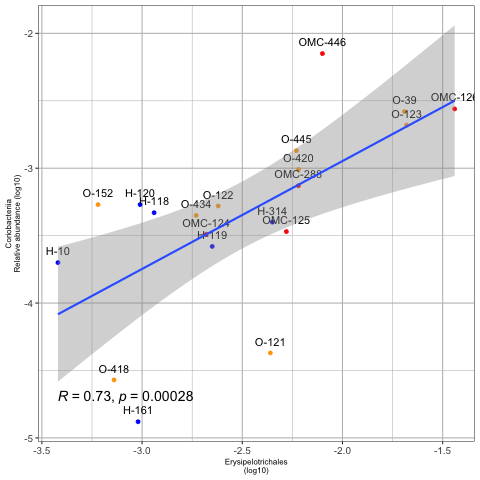 -2
-3
-4
-5
Coriobacteriia
Relative abundance (log10)
OMC-446
OMC-126
O-39
O-123
O-445
O-420
OMC-288
O-152
H-120
H-118
O-434
O-122
OMC-124
H-119
H-314
OMC-125
H-10
O-121
O-418
R = 0.73, p = 0.00028
H-161
-3.5
-3.0
-2.5
-2.0
-1.5
Erysipelotrichales
(log10)